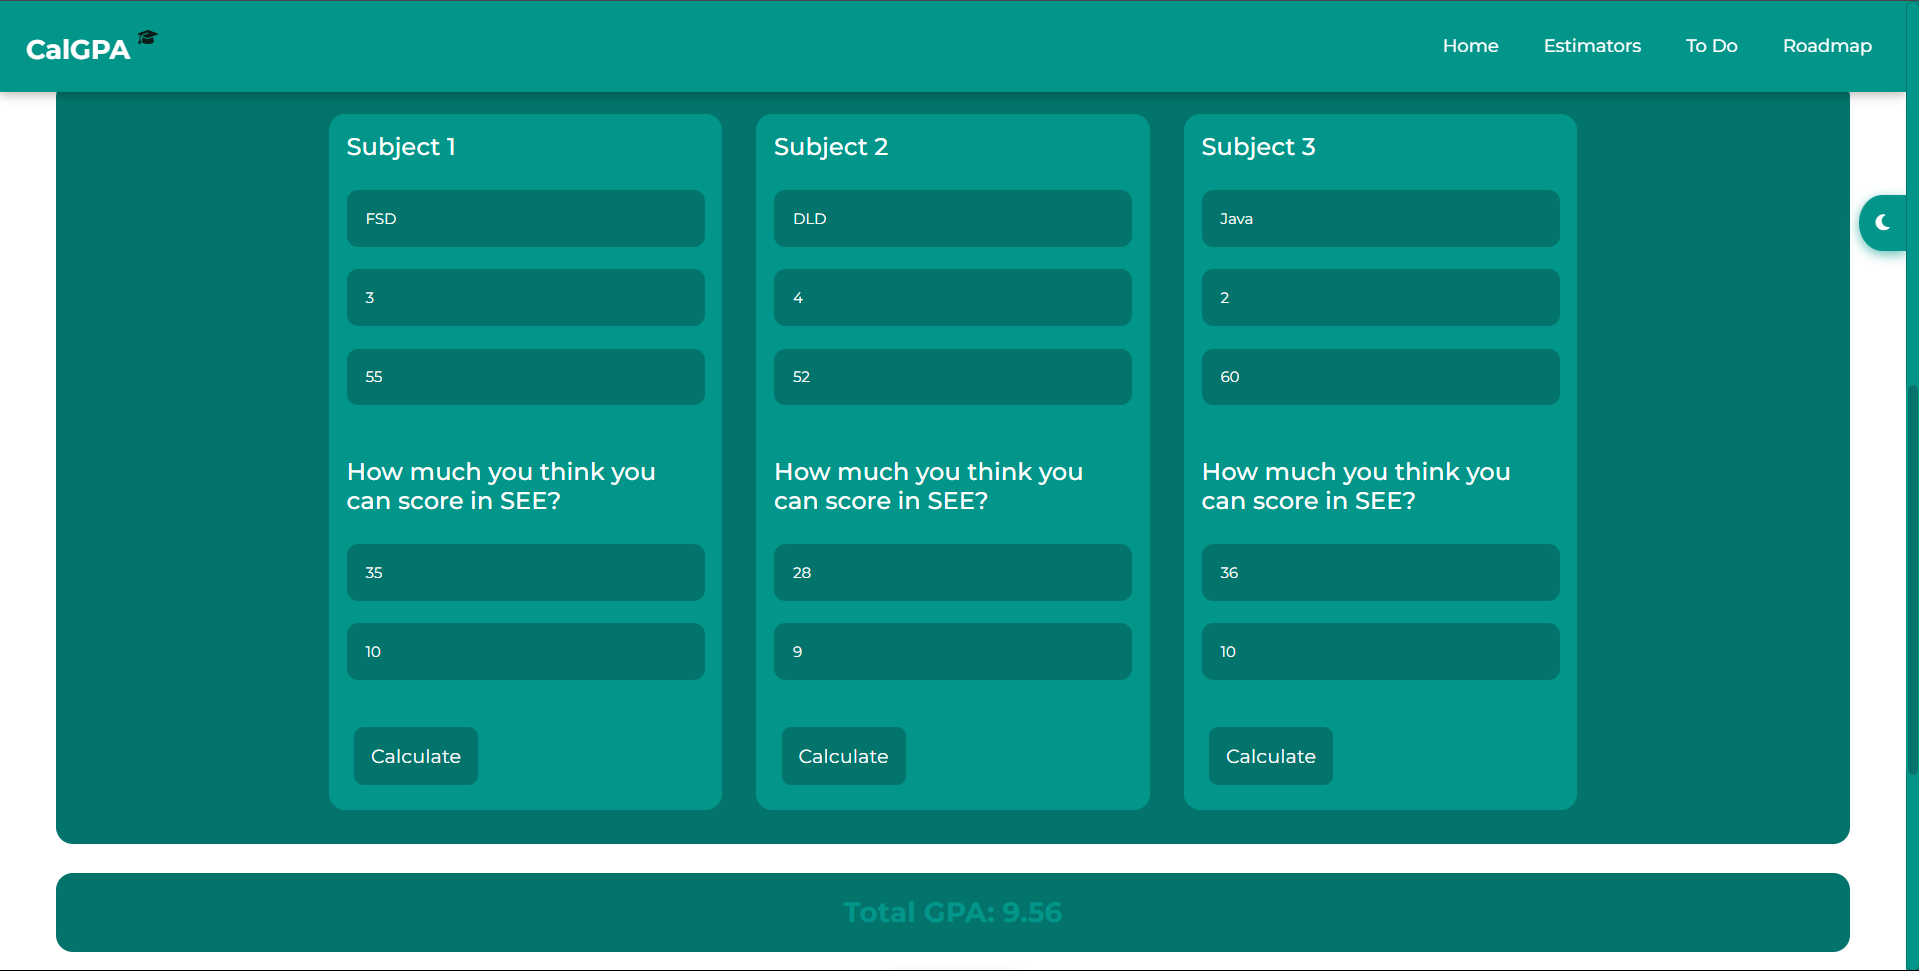 CalGPA
Home Estimators To Do Roadmap
Subject 1
FSD
3
55
How much you think you
can score in SEE?
35
10
Calculate
Subject 2
DLD
4
52
How much you think you
can score in SEE?
28
9
Calculate
Subject 3
Java
2
60
How much you think you
can score in SEE?
36
10
Calculate
Total GPA: 9.56